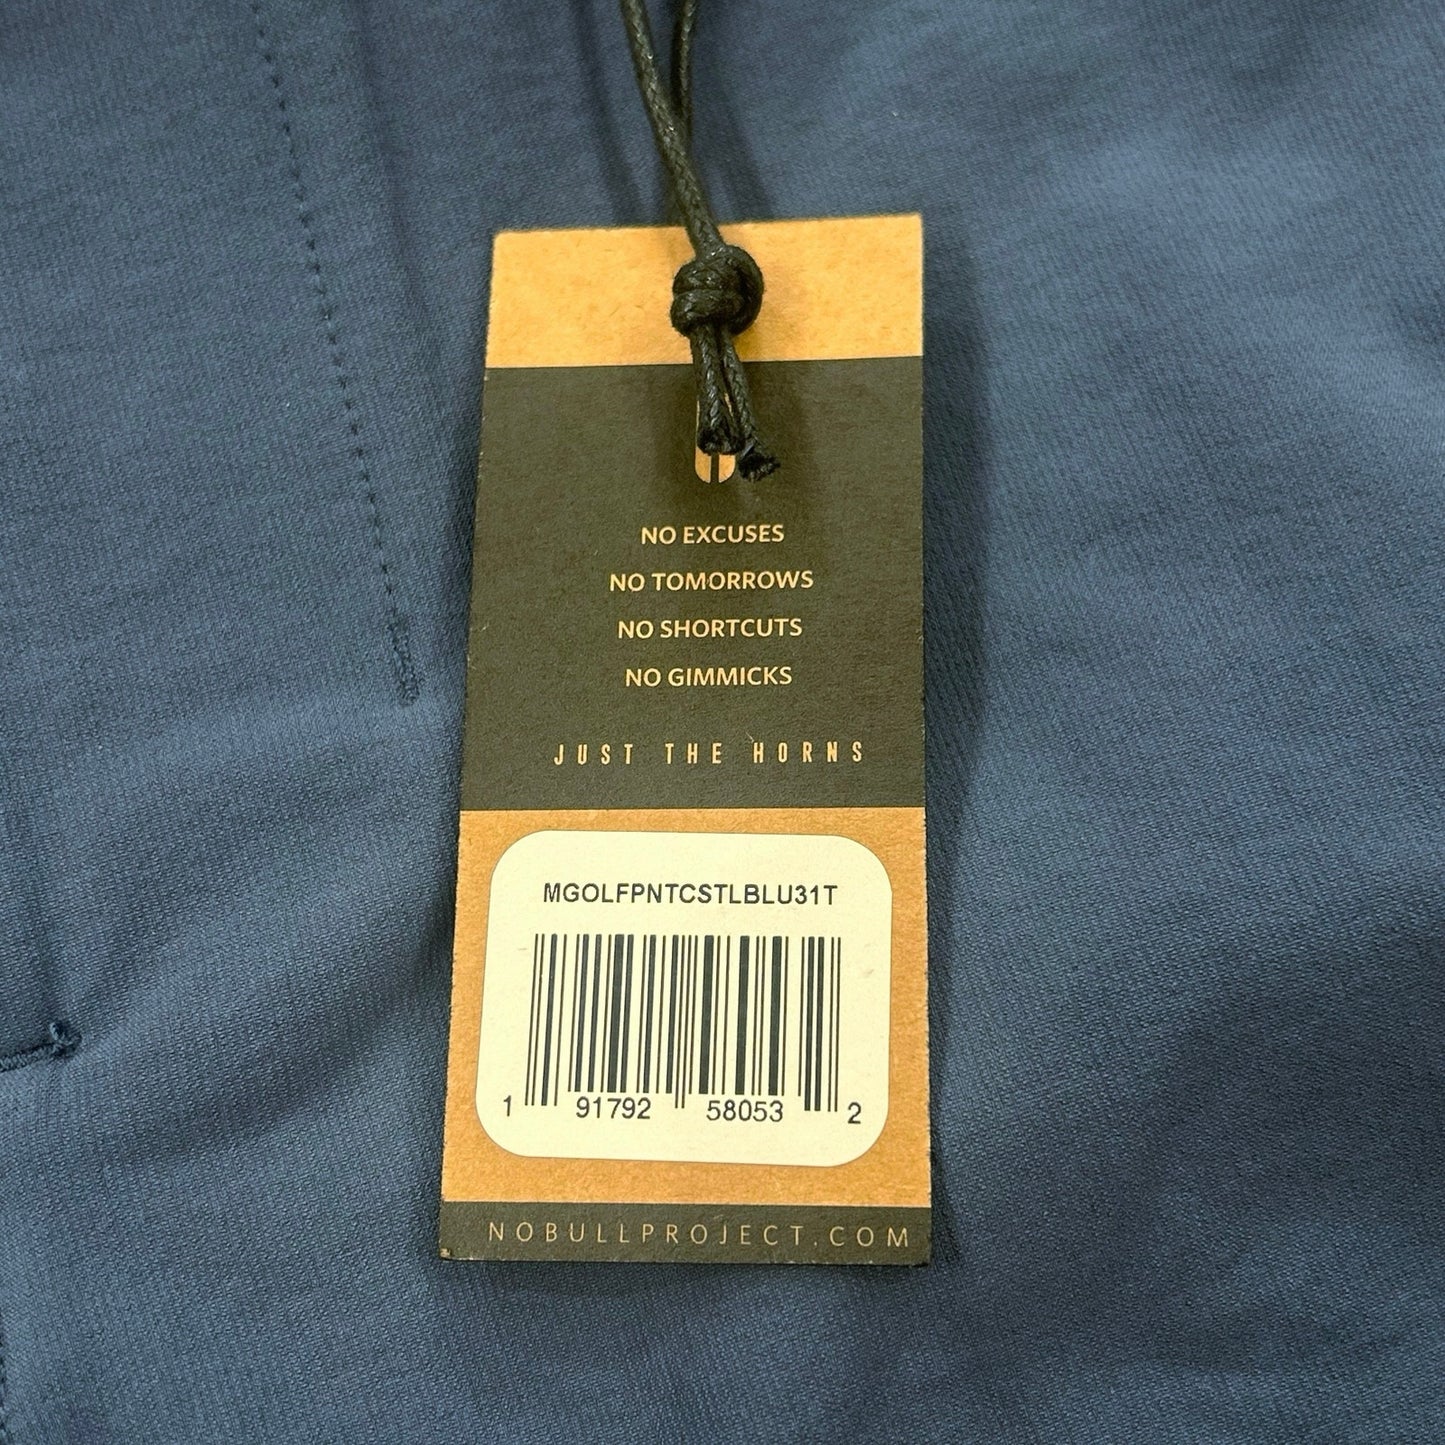 NO EXCUSES
NO TOMORROWS
NO SHORTCUTS
NO GIMMICKS
JUST THE HORNS
MGOLFPNTCSTLBLU31T
1 91792 58053 2
NOBULLPROJECT.COM